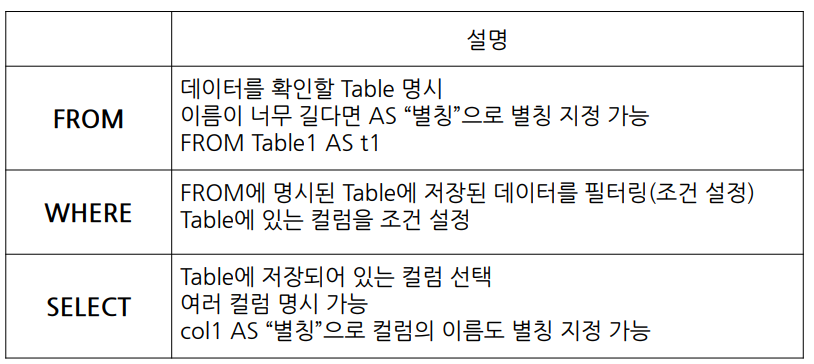 설명
FROM
데이터를 확인할 Table 명시
이름이 너무 길다면 AS “별칭”으로 별칭 지정 가능
FROM Table1 AS t1
WHERE
FROM에 명시된 Table에 저장된 데이터를 필터링(조건 설정)
Table에 있는 컬럼을 조건 설정
SELECT
Table에 저장되어 있는 컬럼 선택
여러 컬럼 명시 가능
col1 AS “별칭”으로 컬럼의 이름도 별칭 지정 가능